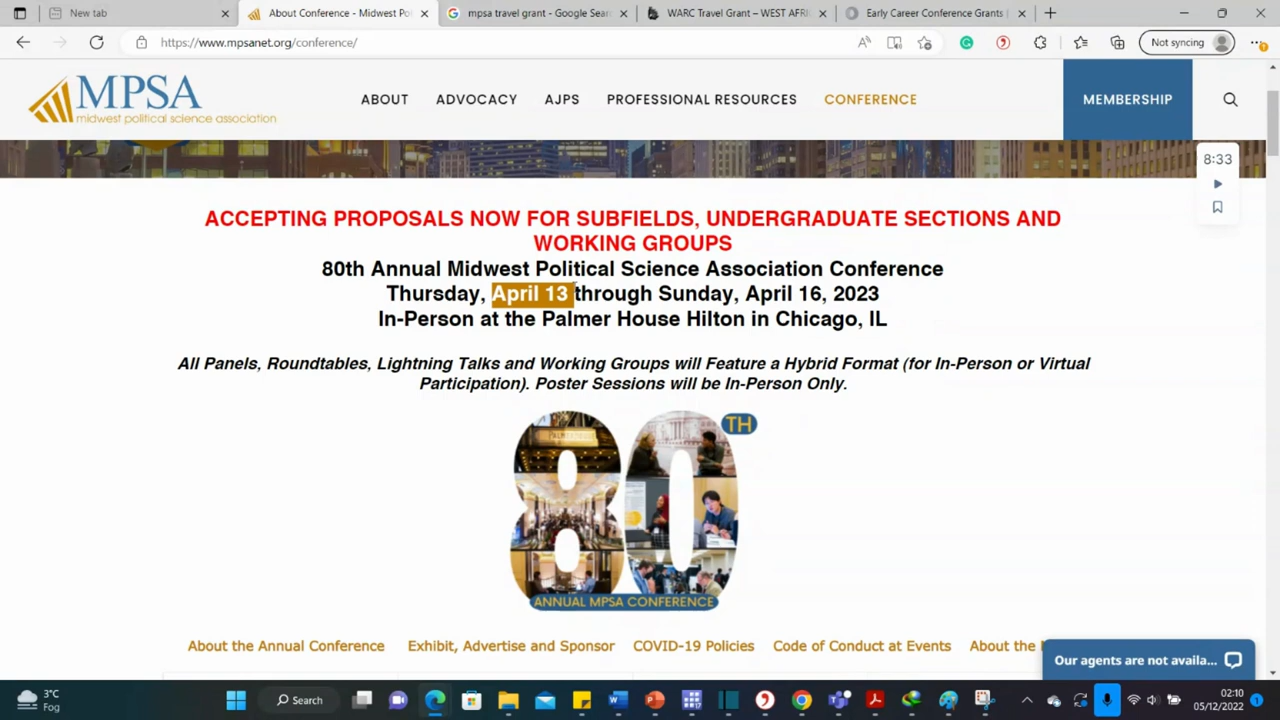 New tab
About Conference - Midwest Po
mpsa travel grant - Google Sear
WARC Travel Grant – WEST AFRI
Early Career Conference Grants |
https://www.mpsanet.org/conference/
Not syncing
MPSA
midwest political science association
ABOUT
ADVOCACY
AJPS
PROFESSIONAL RESOURCES
CONFERENCE
MEMBERSHIP
8:33
ACCEPTING PROPOSALS NOW FOR SUBFIELDS, UNDERGRADUATE SECTIONS AND
WORKING GROUPS
80th Annual Midwest Political Science Association Conference
Thursday, April 13 through Sunday, April 16, 2023
In-Person at the Palmer House Hilton in Chicago, IL
All Panels, Roundtables, Lightning Talks and Working Groups will Feature a Hybrid Format (for In-Person or Virtual
Participation). Poster Sessions will be In-Person Only.
80
TH
ANNUAL MPSA CONFERENCE
About the Annual Conference
Exhibit, Advertise and Sponsor
COVID-19 Policies
Code of Conduct at Events
About the
Our agents are not availa...
3°C
Fog
Search
02:10
05/12/2022